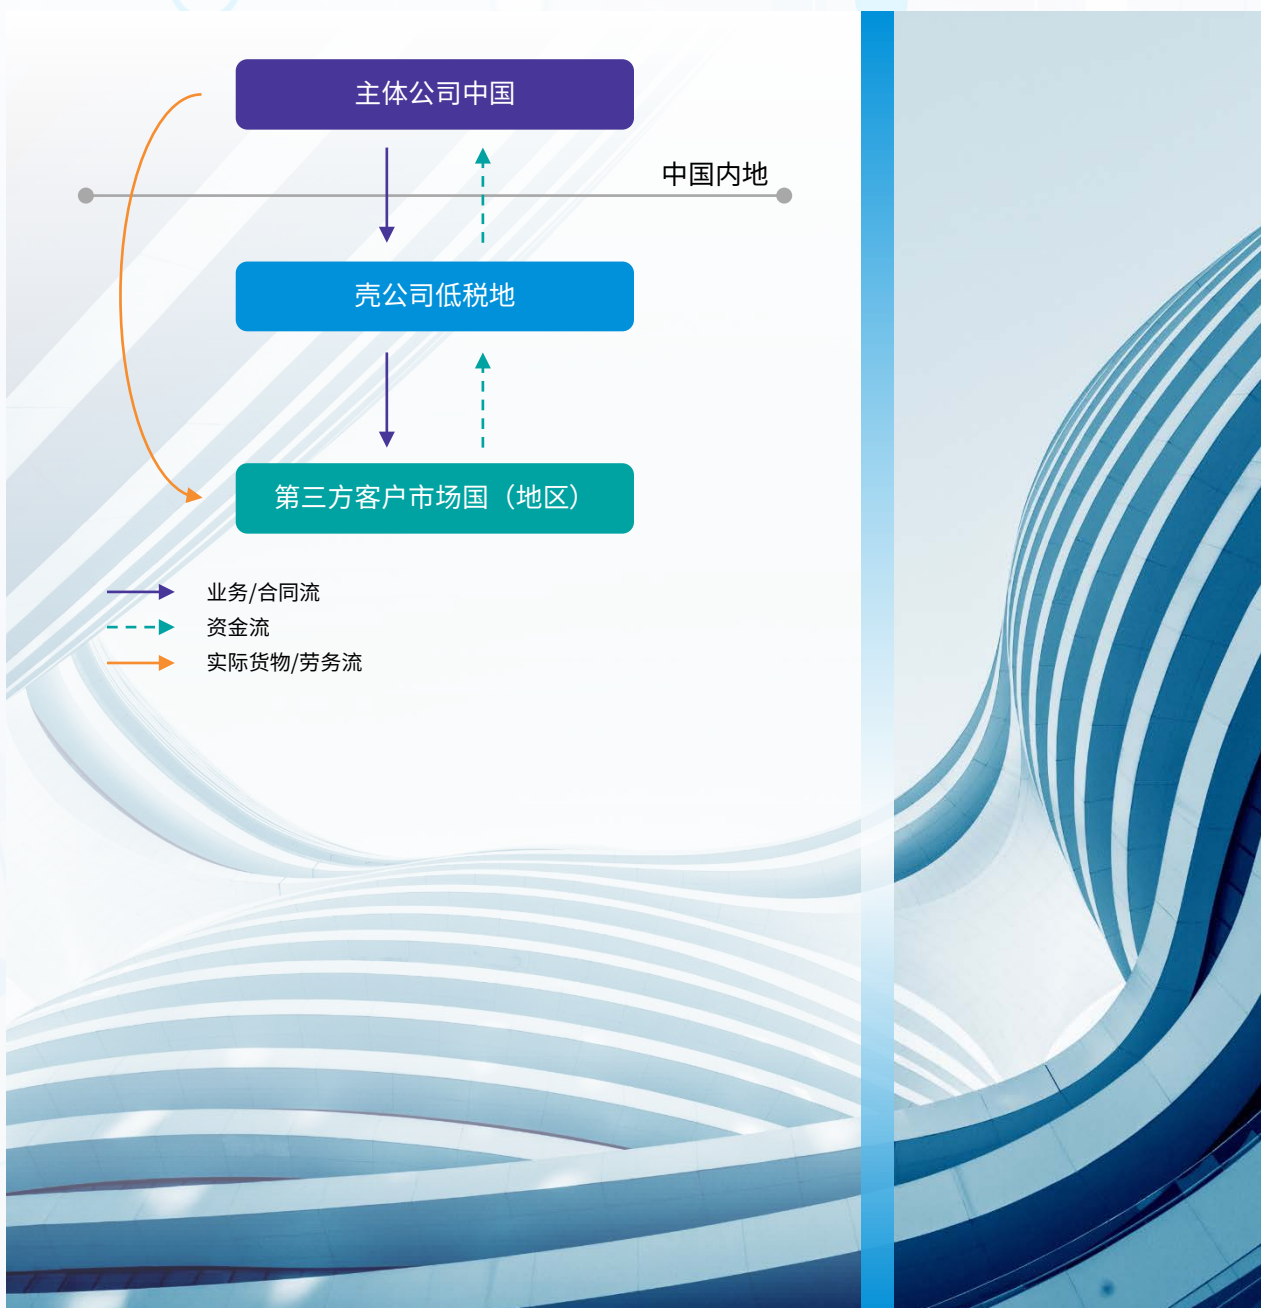 主体公司中国
中国内地
壳公司低税地
第三方客户市场国（地区）
业务/合同流
资金流
实际货物/劳务流